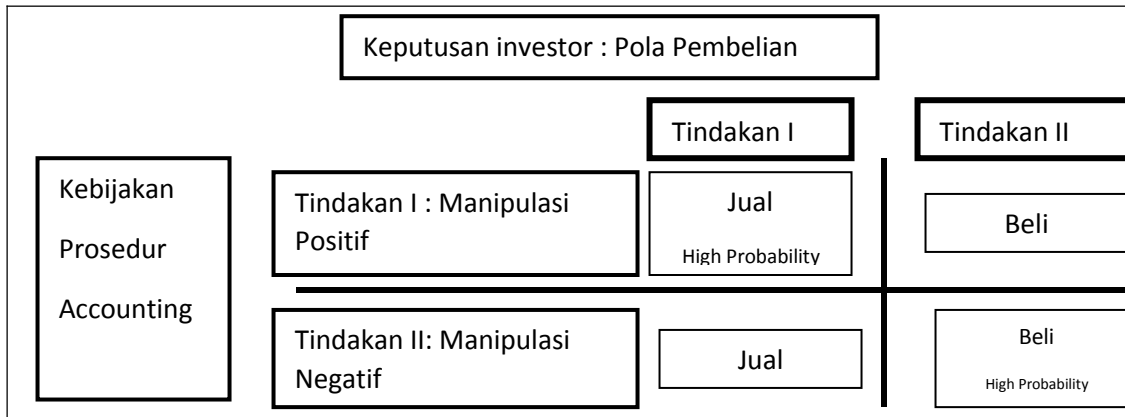 Keputusan investor : Pola Pembelian
Tindakan I
Tindakan II
Kebijakan
Prosedur
Accounting
Tindakan I : Manipulasi
Positif
Jual
High Probability
Beli
Tindakan II: Manipulasi
Negatif
Jual
Beli
High Probability